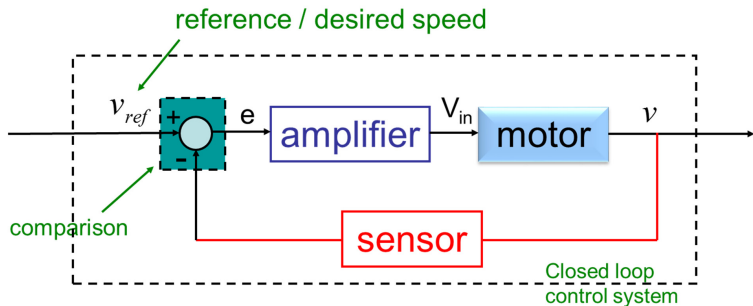 reference / desired speed
v_ref
+
-
e
amplifier
V_in
motor
v
comparison
sensor
Closed loop
control system